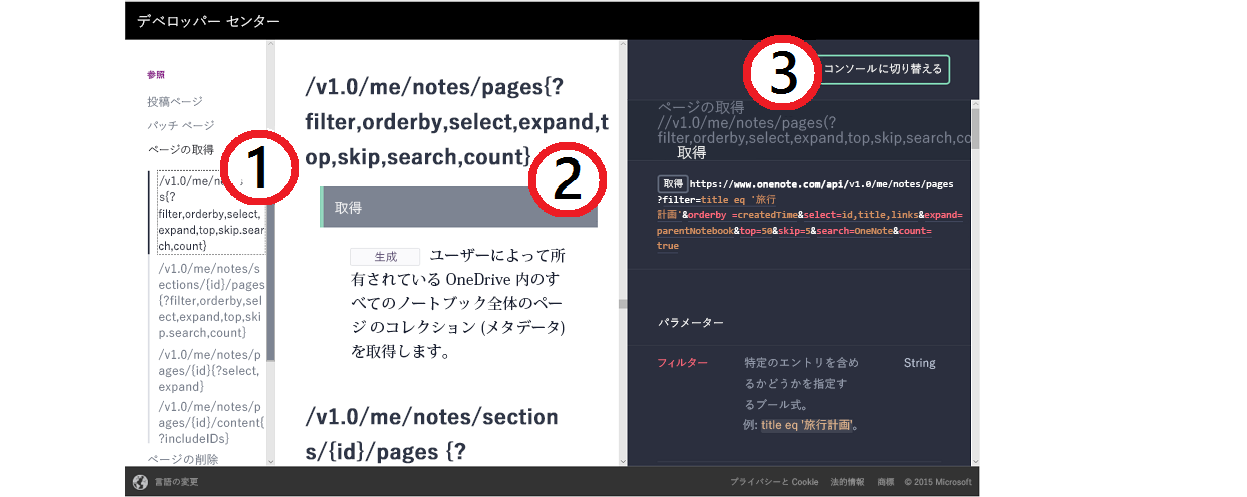 デベロッパー センター
参照
投稿ページ
パッチ ページ
ページの取得
/v1.0/me/no
s{?
filter,orderby,select,
expand,top,skip.sear
ch,count}
/v1.0/me/notes/s
ections/{id}/pages
{?filter,orderby,sel
ect,expand,top,ski
p.search,count}
/v1.0/me/notes/p
ages/{id}{?select,
expand}
/v1.0/me/notes/p
ages/{id}/content{
?includeIDs}
ページの削除
1
/v1.0/me/notes/pages{?
filter,orderby,select,expand,t
op,skip,search,count}
2
取得
生成 ユーザーによって所
有されている OneDrive 内のす
べてのノートブック全体のペー
ジ のコレクション (メタデータ)
を取得します。
/v1.0/me/notes/section
s/{id}/pages {?
3
コンソールに切り替える
ページの取得
//v1.0/me/notes/pages(?
filter,orderby,select,expand,top,skip,search,co
取得
取得 https://www.onenote.com/api/v1.0/me/notes/pages
?filter=title eq '旅行
計画'&orderby =createdTime&select=id,title,links&expand=
parentNotebook&top=50&skip=5&search=OneNote&count=
true
パラメーター
フィルター 特定のエントリを含め String
るかどうかを指定す
るブール式。
例: title eq '旅行計画'。
言語の変更
プライバシーと Cookie 法的情報 商標 © 2015 Microsoft